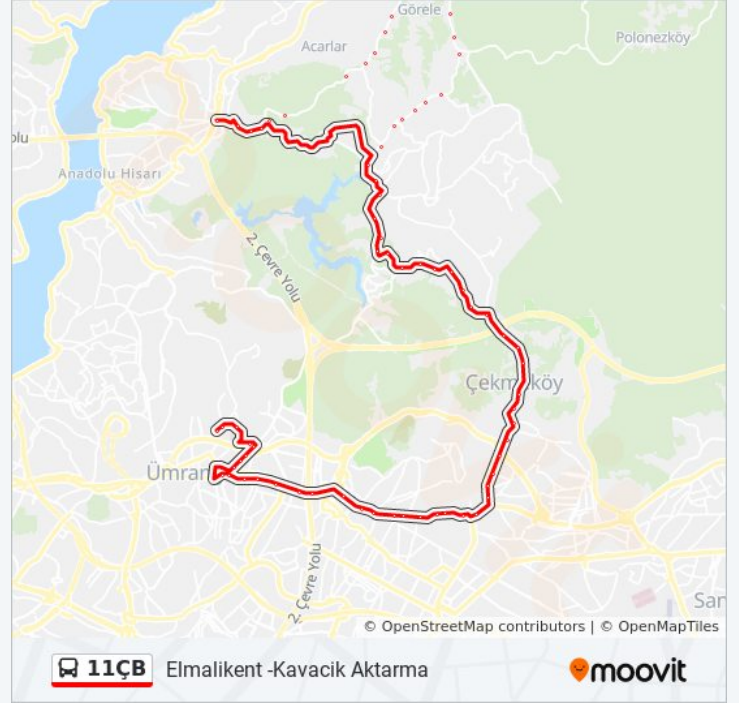 Görele
Acarlar
Polonezköy
olu
Anadolu Hisarı
2. Çevre Yolu
Çekmeköy
Ümran
2. Çevre Yolu
San
© OpenStreetMap contributors | © OpenMapTiles
11ÇB Elmalikent -Kavacik Aktarma
moovit